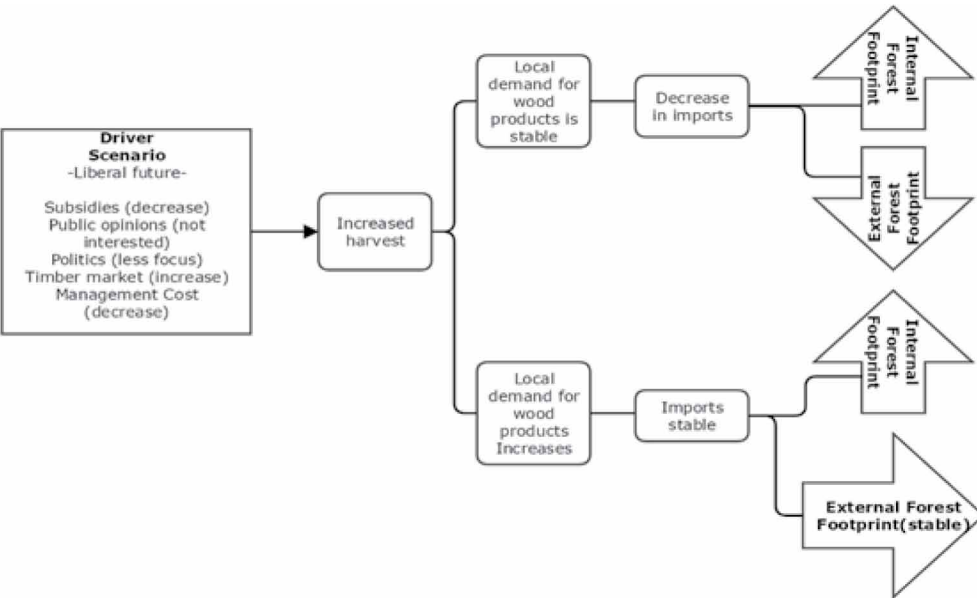 Driver
Scenario
-Liberal future-
Subsidies (decrease)
Public opinions (not
interested)
Politics (less focus)
Timber market (increase)
Management Cost
(decrease)
Increased
harvest
Local
demand for
wood
products is
stable
Decrease
in imports
Internal
Forest
Footprint
External
Forest
Footprint
Local
demand for
wood
products
Increases
Imports
stable
Internal
Forest
Footprint
External Forest
Footprint(stable)